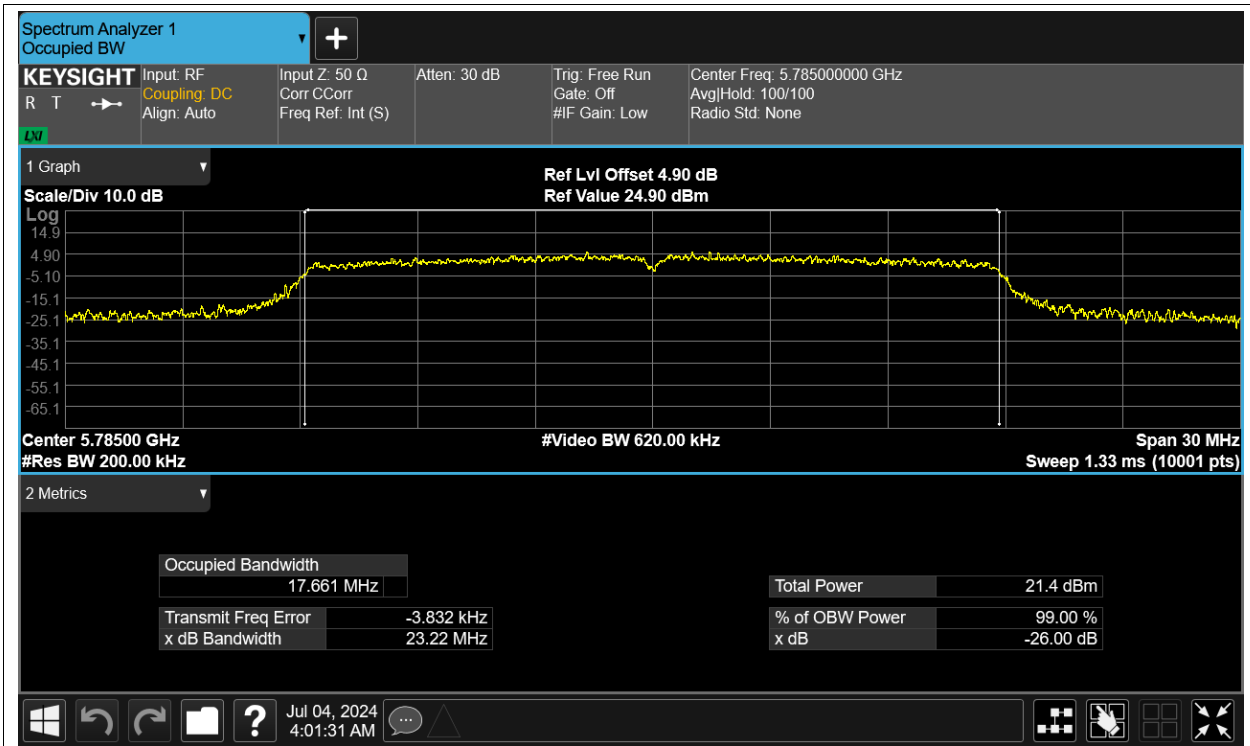 Spectrum Analyzer 1
Occupied BW
+
KEYSIGHT
R T
LXI
Input: RF
Coupling: DC
Align: Auto
Input Z: 50 Ω
Corr CCorr
Freq Ref: Int (S)
Atten: 30 dB
Trig: Free Run
Gate: Off
#IF Gain: Low
Center Freq: 5.785000000 GHz
Avg|Hold: 100/100
Radio Std: None
1 Graph
Scale/Div 10.0 dB
Ref Lvl Offset 4.90 dB
Ref Value 24.90 dBm
Log
14.9
4.90
-5.10
-15.1
-25.1
-35.1
-45.1
-55.1
-65.1
Center 5.78500 GHz
#Res BW 200.00 kHz
#Video BW 620.00 kHz
Span 30 MHz
Sweep 1.33 ms (10001 pts)
2 Metrics
Occupied Bandwidth
17.661 MHz
Transmit Freq Error -3.832 kHz
x dB Bandwidth 23.22 MHz
Total Power 21.4 dBm
% of OBW Power 99.00 %
x dB -26.00 dB
?
Jul 04, 2024
4:01:31 AM